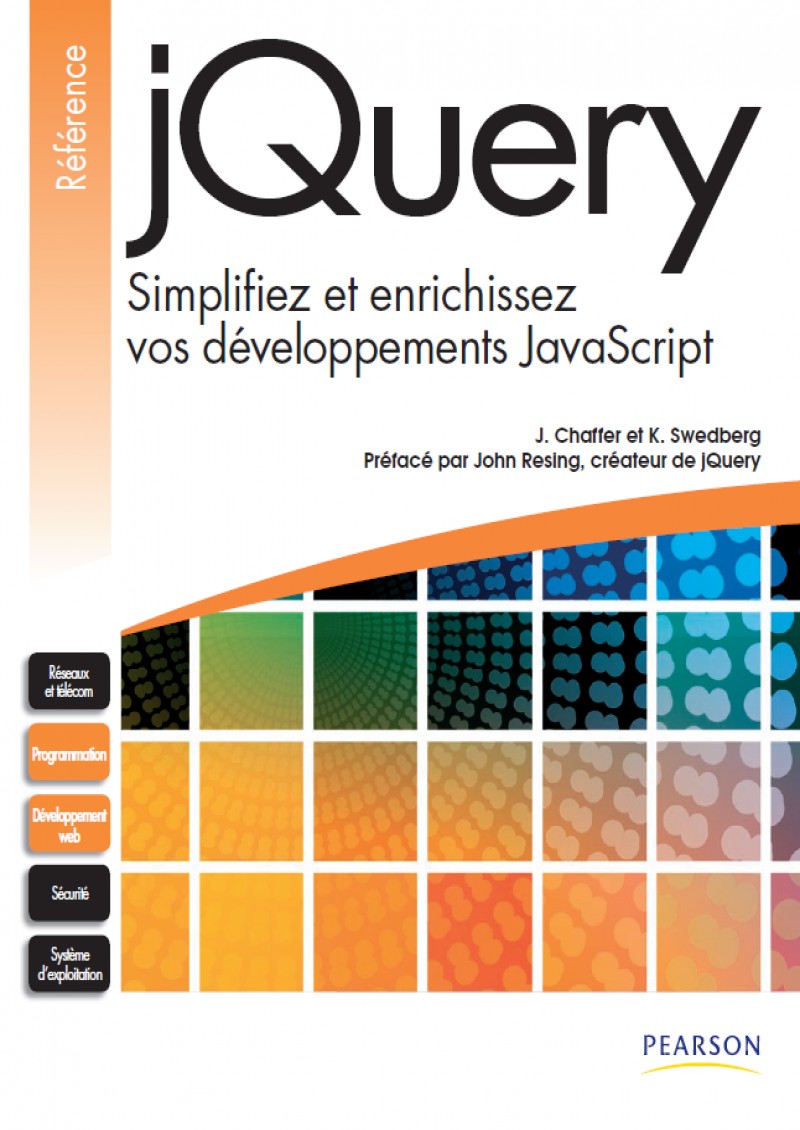 Référence
jQuery
Simplifiez et enrichissez
vos développements JavaScript
J. Chaffer et K. Swedberg
Préfacé par John Resing, créateur de jQuery
Réseaux
et télécom
Programmation
Développement
web
Sécurité
Système
d'exploitation
PEARSON